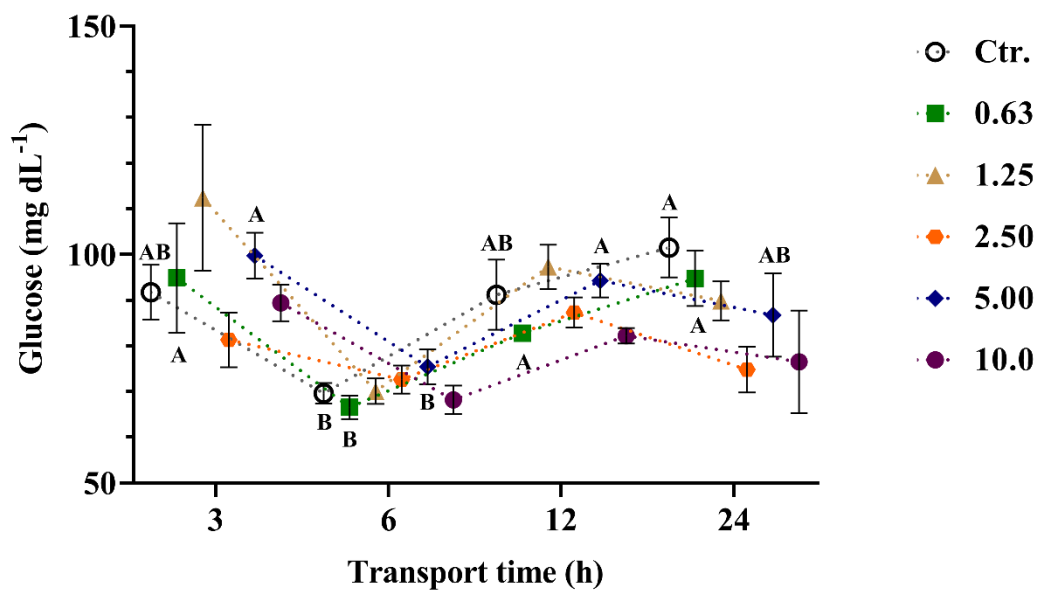 150
100
50
Glucose (mg dL⁻¹)
AB
A
A
B
B
B
AB
A
A
A
A
AB
3
6
12
24
Transport time (h)
Ctr.
0.63
1.25
2.50
5.00
10.0